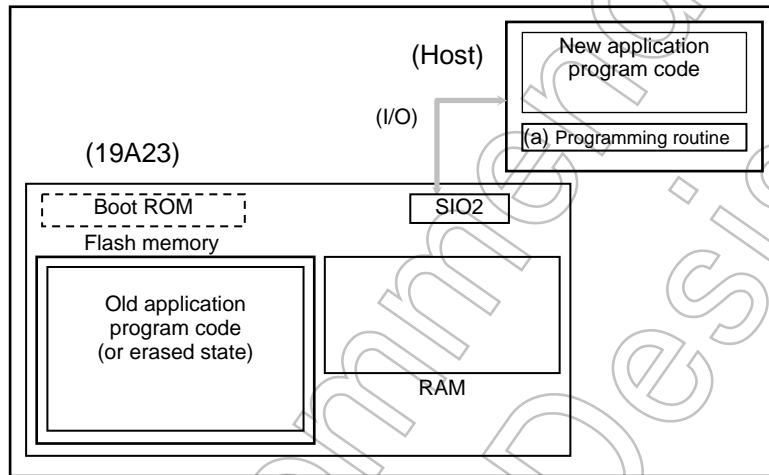 (Host)
New application
program code
(I/O)
(a) Programming routine
(19A23)
Boot ROM
SIO2
Flash memory
Old application
program code
(or erased state)
RAM